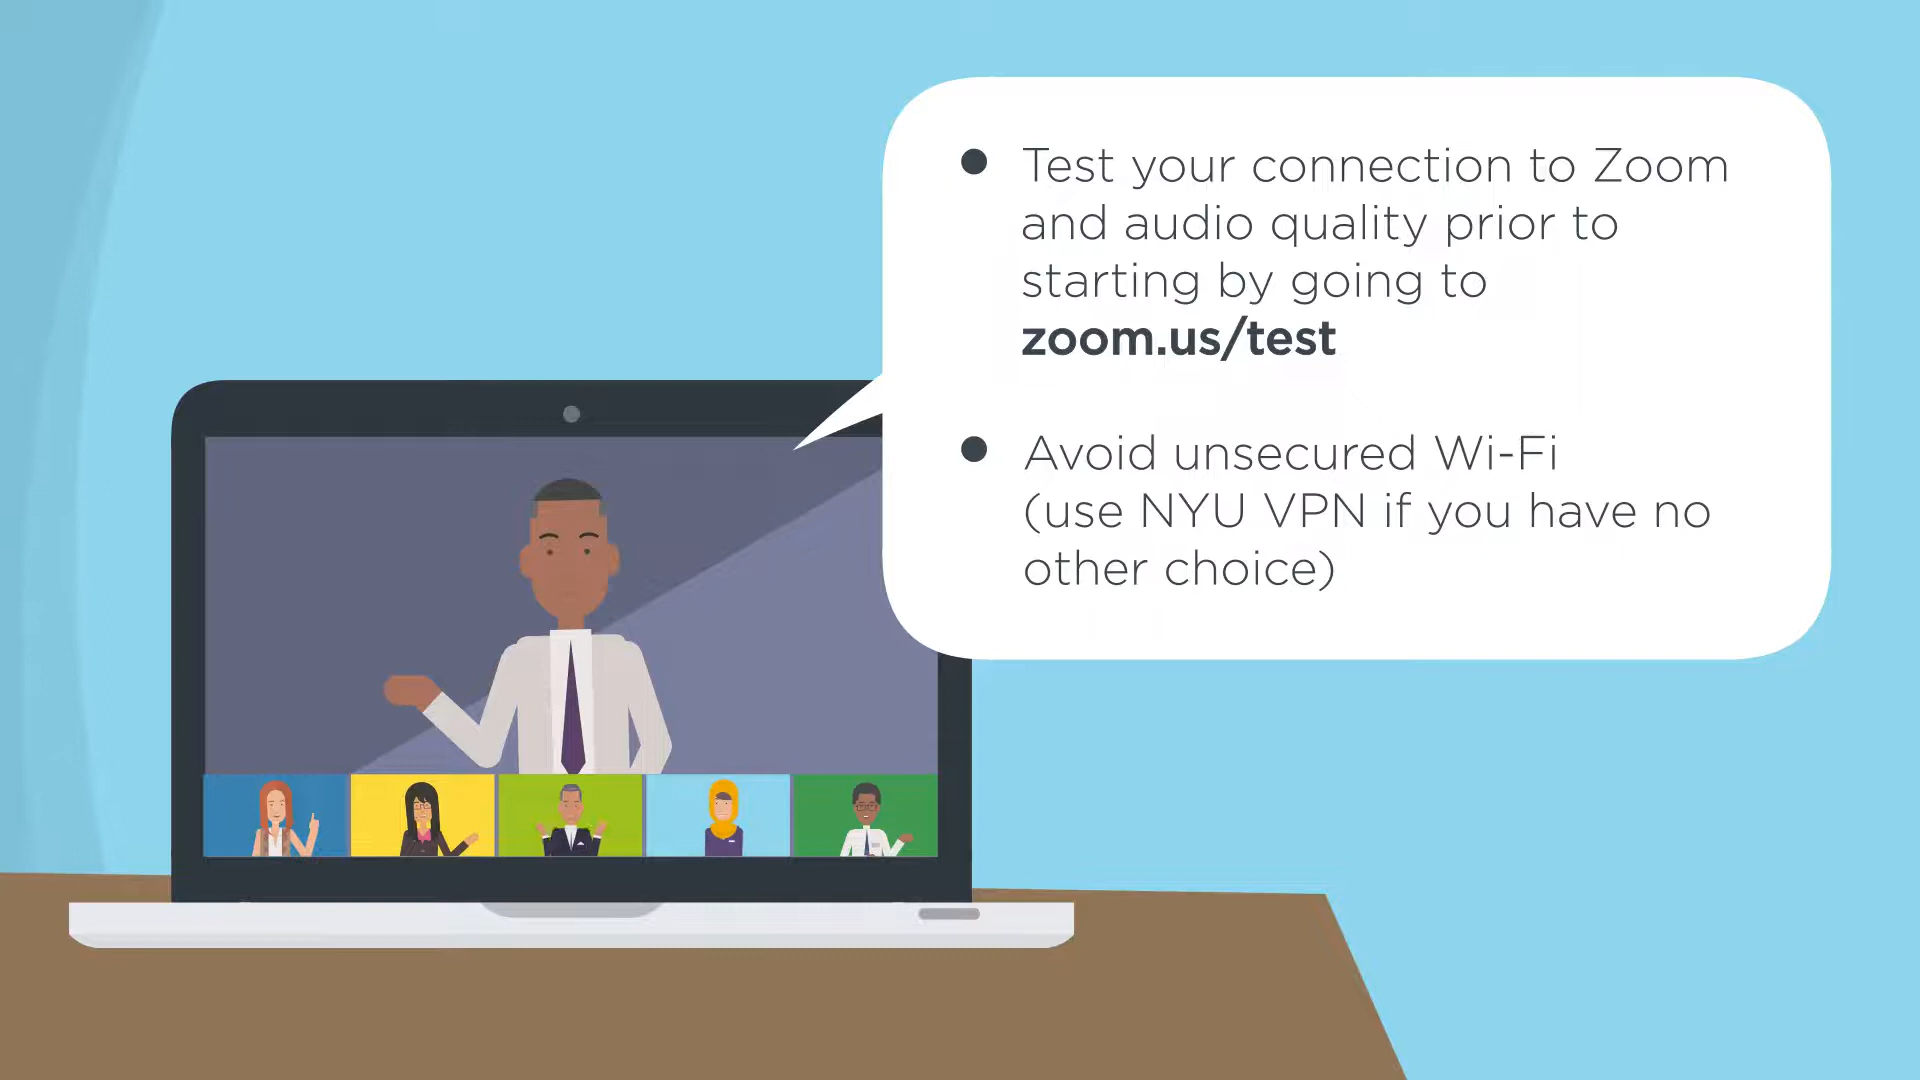 • Test your connection to Zoom
and audio quality prior to
starting by going to
zoom.us/test
• Avoid unsecured Wi-Fi
(use NYU VPN if you have no
other choice)